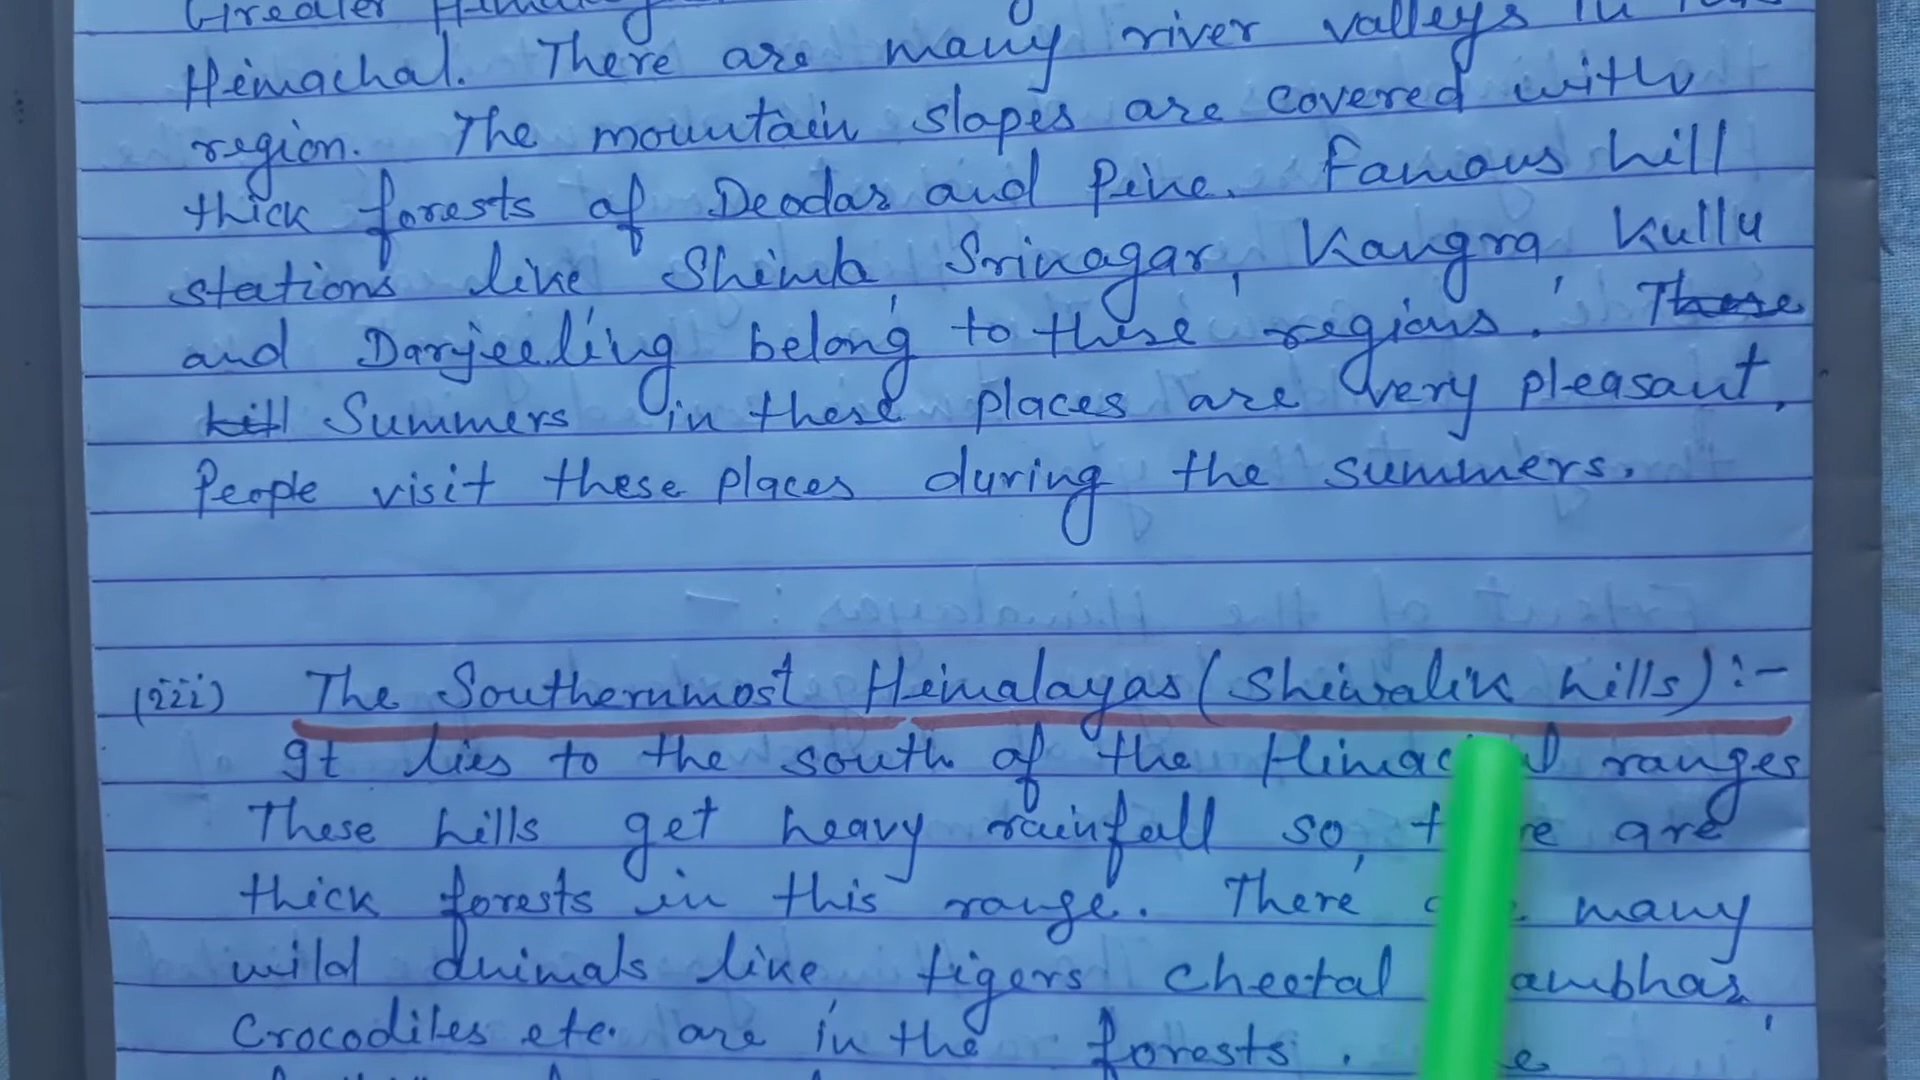 Greater
Hemachal. There are many river valleys in
region. The mountain slopes are covered with
thick forests of Deodar and Pine. Famous hill
stations like Shimla, Srinagar, Kangra, Kullu
and Darjeeling belong to these regions. These
hill Summers in these places are very pleasant.
People visit these places during the summers.
(iii) The Southernmost Himalayas (Shiwalik hills) :-
It lies to the south of the ranges
These hills get heavy rainfall so, are
thick forests in this range. There many
wild animals like tigers cheetal
Crocodiles etc. are in the forests.